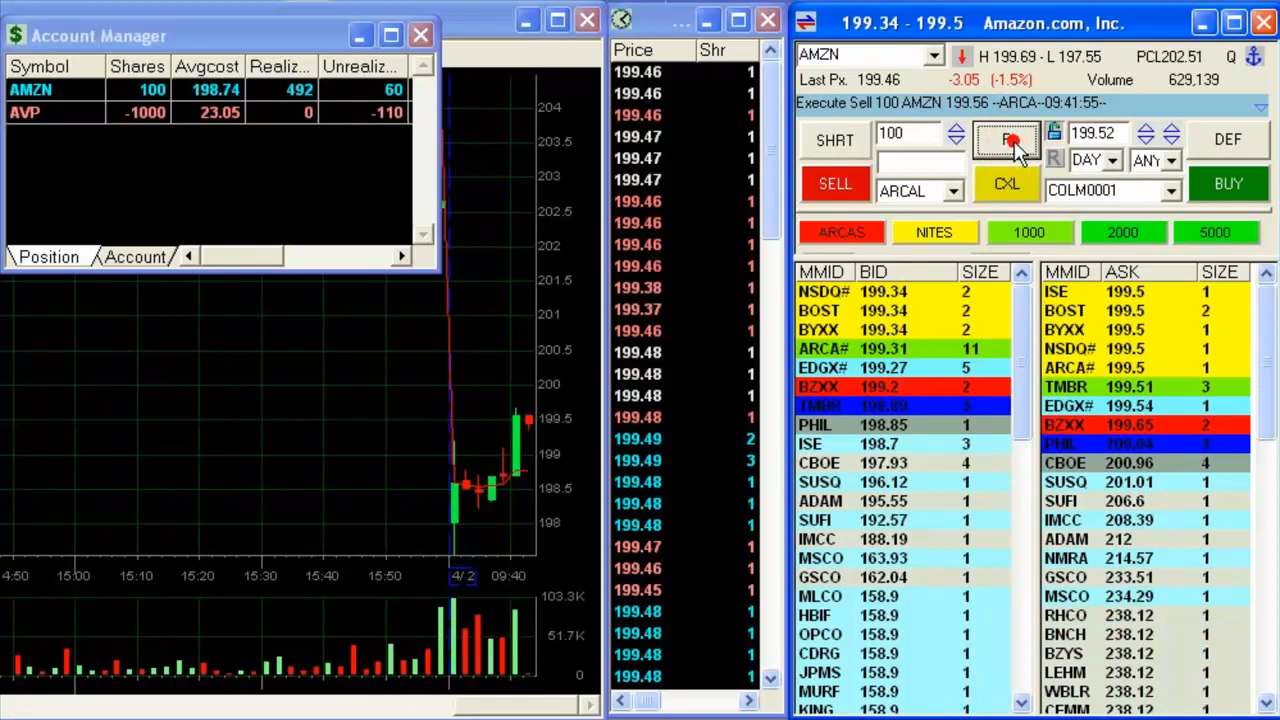 Account Manager
Symbol Shares Avgcost Realiz... Unrealiz...
AMZN 100 198.74 492 60
AVP -1000 23.05 0 -110
Position Account
204
203.5
203
202.5
202
201.5
201
200.5
200
199.5
199
198.5
198
4:50 15:00 15:10 15:20 15:30 15:40 15:50 4/ 2 09:40
103.3K
51.7K
0
...
Price Shr
199.46 1
199.46 1
199.46 1
199.47 1
199.47 1
199.47 1
199.46 1
199.46 1
199.46 1
199.46 1
199.38 1
199.37 1
199.46 1
199.48 1
199.48 1
199.48 1
199.48 1
199.49 2
199.49 3
199.48 1
199.48 1
199.48 1
199.47 1
199.46 1
199.45 1
199.48 1
199.48 1
199.48 1
199.48 1
199.34 - 199.5 Amazon.com, Inc.
AMZN H 199.69 - L 197.55 PCL202.51 Q
Last Px. 199.46 -3.05 (-1.5%) Volume 629,139
Execute Sell 100 AMZN 199.56 --ARCA--09:41:55--
SHRT 100 199.52 DEF
R DAY ANY
SELL ARCAL CXL COLM0001 BUY
ARCAS NITES 1000 2000 5000
MMID BID SIZE MMID ASK SIZE
NSDQ# 199.34 2 ISE 199.5 1
BOST 199.34 2 BOST 199.5 2
BYXX 199.34 2 BYXX 199.5 1
ARCA# 199.31 11 NSDQ# 199.5 1
EDGX# 199.27 5 ARCA# 199.5 1
BZXX 199.2 2 TMBR 199.51 3
TMBR 198.89 EDGX# 199.54 1
PHIL 198.85 1 BZXX 199.65 2
ISE 198.7 3 PHIL
CBOE 197.93 4 CBOE 200.96 4
SUSQ 196.12 1 SUSQ 201.01 1
ADAM 195.55 1 SUFI 206.6 1
SUFI 192.57 1 IMCC 208.39 1
IMCC 188.19 1 ADAM 212 1
MSCO 163.93 1 NMRA 214.57 1
GSCO 162.04 1 GSCO 233.51 1
MLCO 158.9 1 MSCO 234.29 1
HBIF 158.9 1 RHCO 238.12 1
OPCO 158.9 1 BNCH 238.12 1
CDRG 158.9 1 BZYS 238.12 1
JPMS 158.9 1 LEHM 238.12 1
MURF 158.9 1 WBLR 238.12 1
KING 158.9 1 CFMM 238.12 1